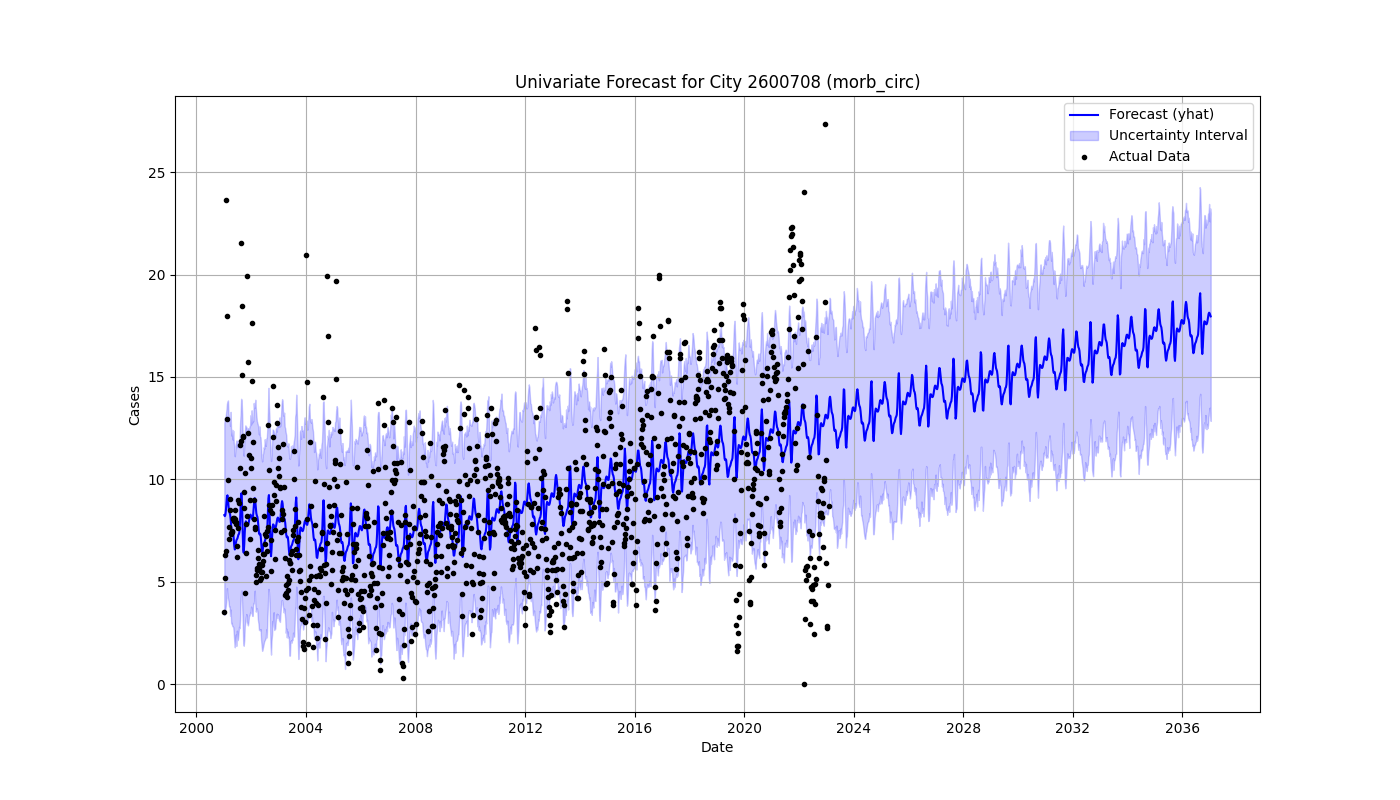 Univariate Forecast for City 2600708 (morb_circ)
Forecast (yhat)
Uncertainty Interval
Actual Data
Cases
25
20
15
10
5
0
2000 2004 2008 2012 2016 2020 2024 2028 2032 2036
Date